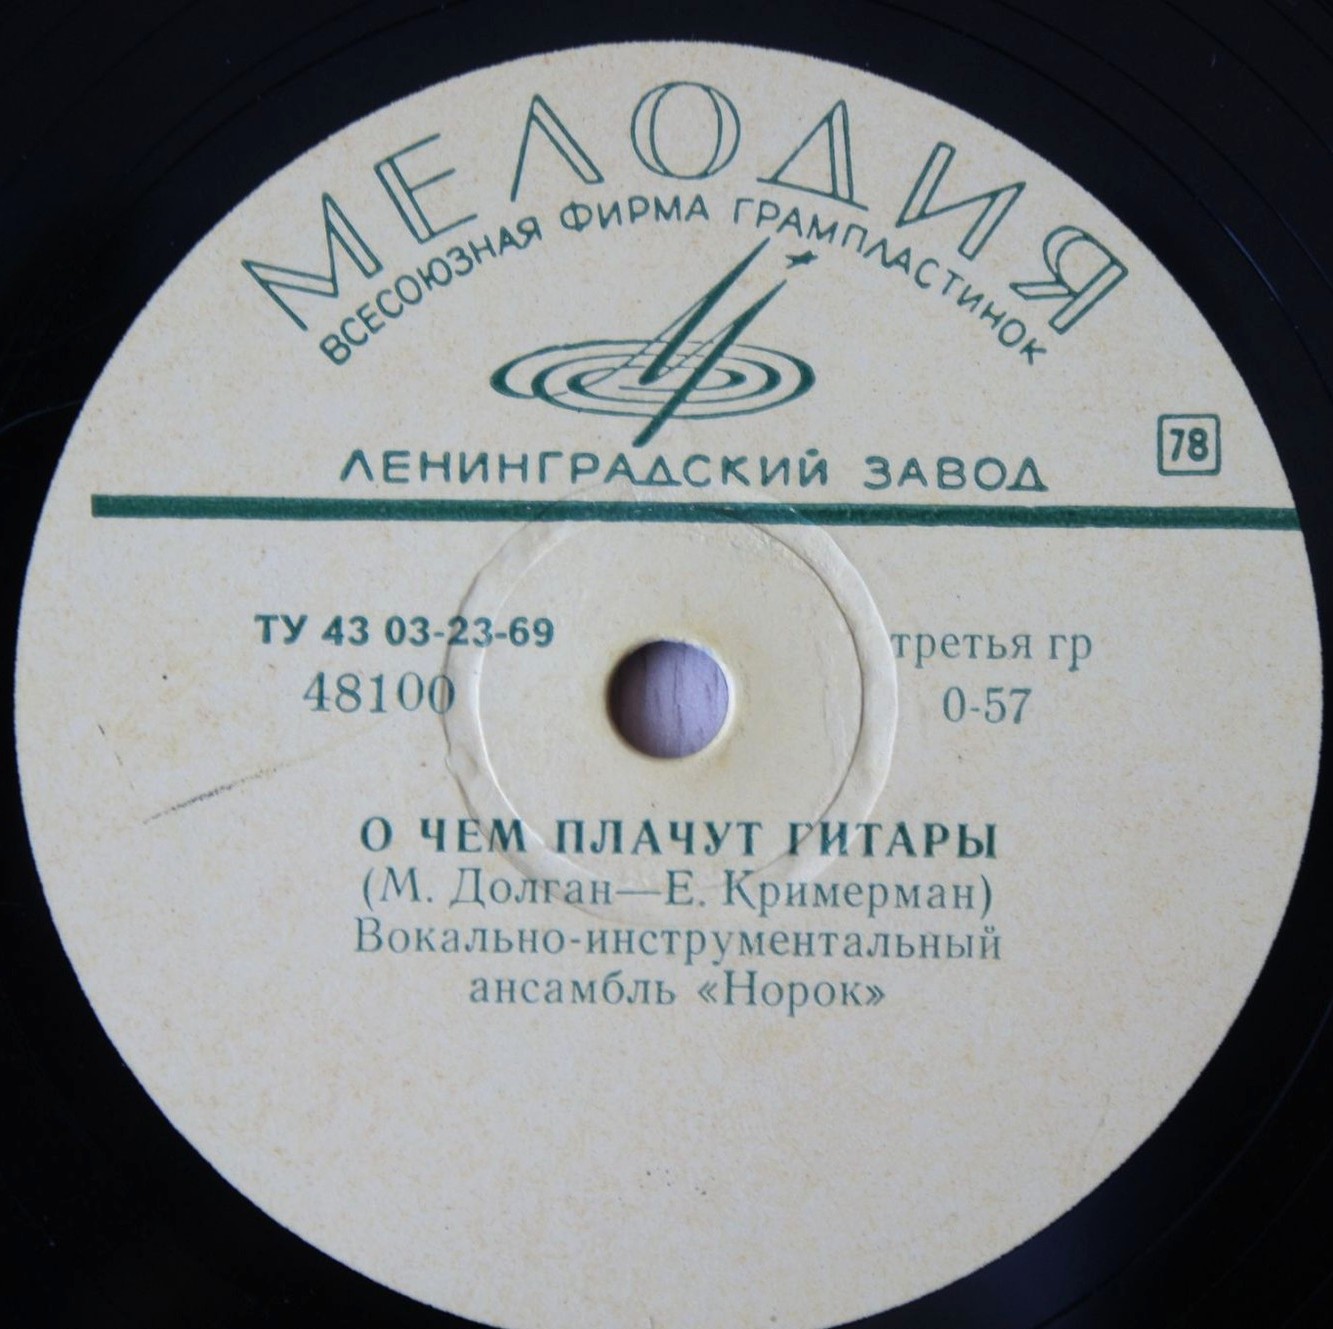 МЕЛОДИЯ
ВСЕСОЮЗНАЯ ФИРМА ГРАМПЛАСТИНОК
ЛЕНИНГРАДСКИЙ ЗАВОД
78
ТУ 43 03-23-69
третья гр
48100
0-57
О ЧЕМ ПЛАЧУТ ГИТАРЫ
(М. Долган—Е. Кримерман)
Вокально-инструментальный
ансамбль «Норок»